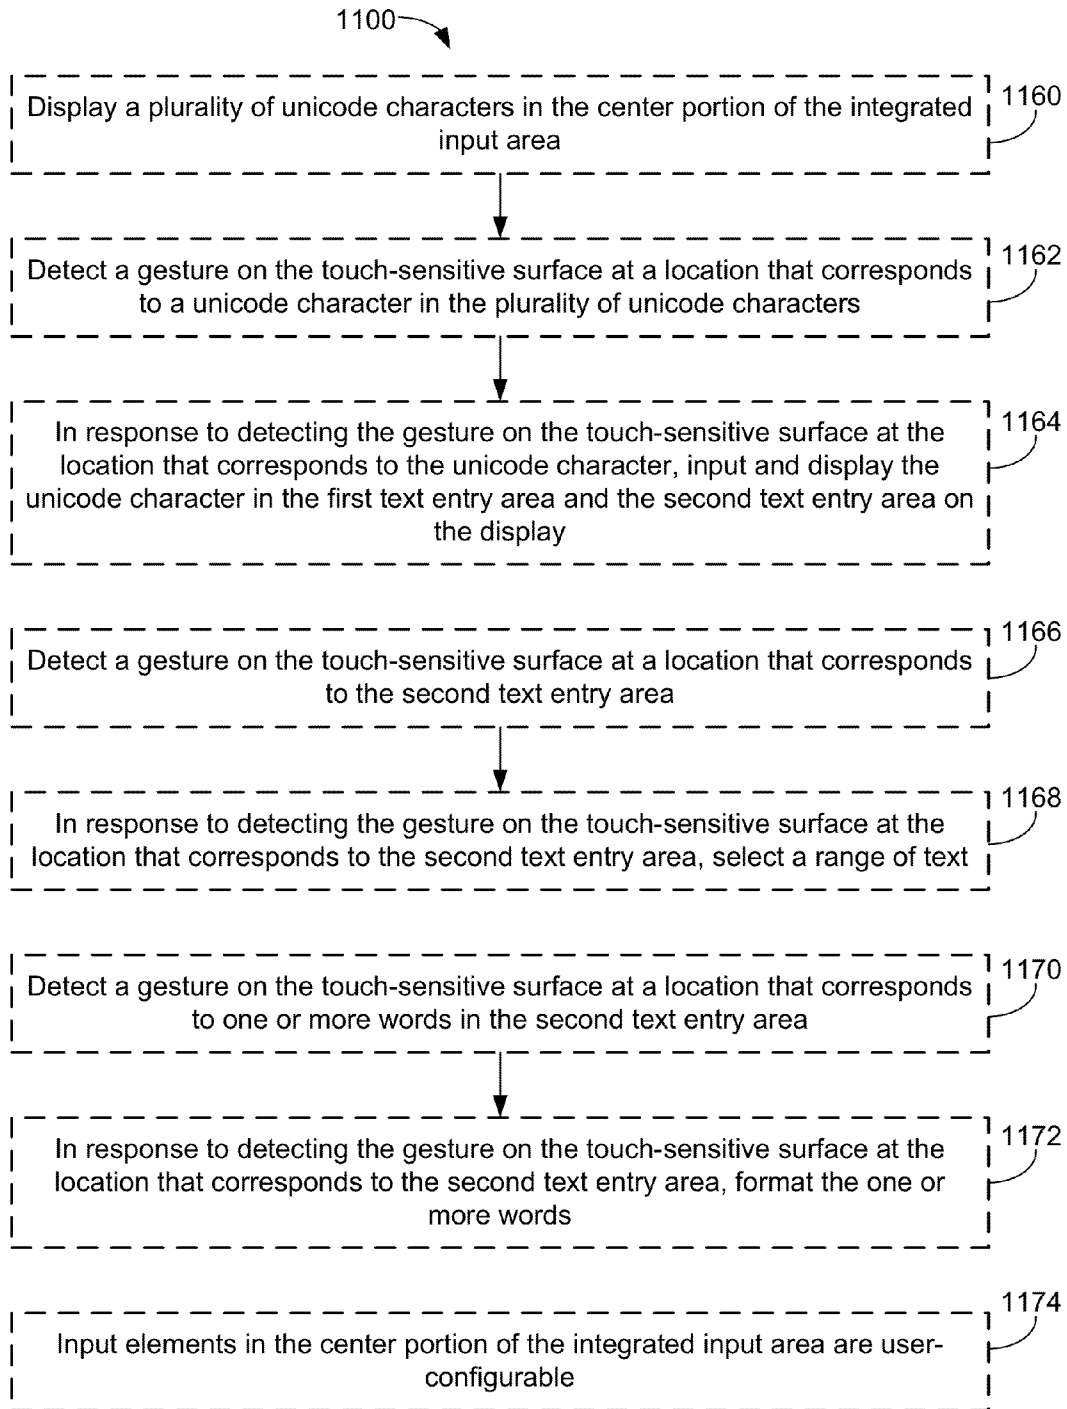 1100
Display a plurality of unicode characters in the center portion of the integrated
input area
1160
Detect a gesture on the touch-sensitive surface at a location that corresponds
to a unicode character in the plurality of unicode characters
1162
In response to detecting the gesture on the touch-sensitive surface at the
location that corresponds to the unicode character, input and display the
unicode character in the first text entry area and the second text entry area on
the display
1164
Detect a gesture on the touch-sensitive surface at a location that corresponds
to the second text entry area
1166
In response to detecting the gesture on the touch-sensitive surface at the
location that corresponds to the second text entry area, select a range of text
1168
Detect a gesture on the touch-sensitive surface at a location that corresponds
to one or more words in the second text entry area
1170
In response to detecting the gesture on the touch-sensitive surface at the
location that corresponds to the second text entry area, format the one or
more words
1172
Input elements in the center portion of the integrated input area are user-
configurable
1174